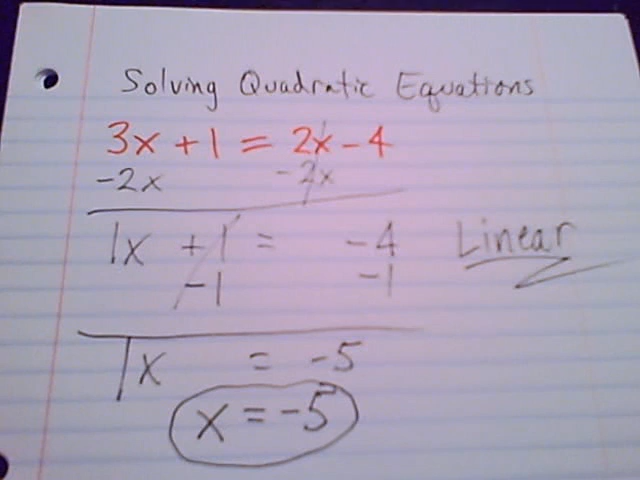 Solving Quadratic Equations
3x + 1 = 2x - 4
-2x -2x
1x + 1 = -4 Linear
-1 -1
1x = -5
x = -5